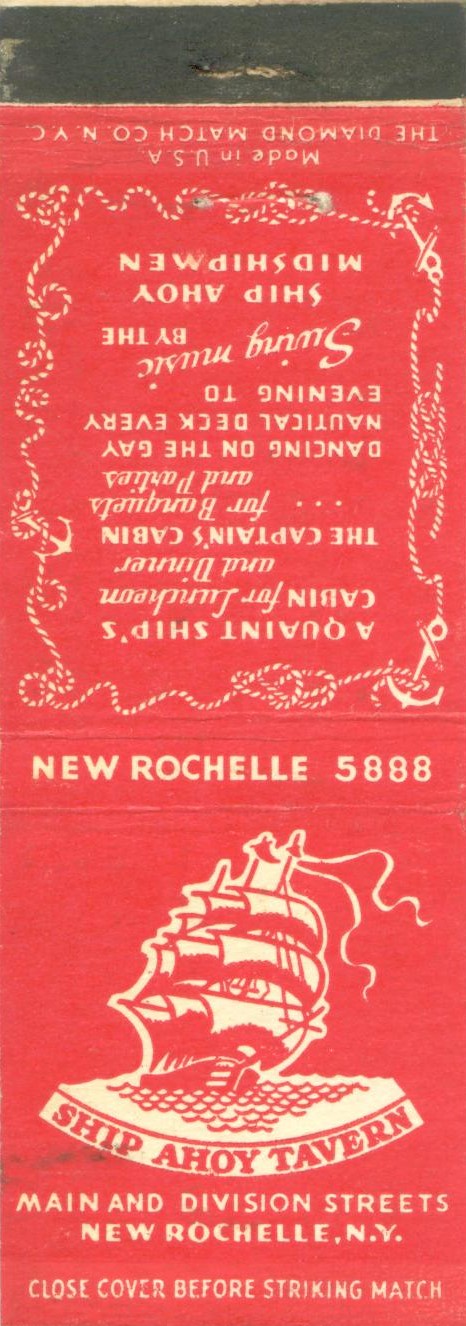 A QUAINT SHIP'S
CABIN for Luncheon
and Dinner
THE CAPTAIN'S CABIN
... for Banquets
and Parties
DANCING ON THE GAY
NAUTICAL DECK EVERY
EVENING TO
Swing music BY THE
SHIP AHOY
MIDSHIPMEN
Made in U.S.A.
THE DIAMOND MATCH CO. N.Y.C.
NEW ROCHELLE 5888
SHIP AHOY TAVERN
MAIN AND DIVISION STREETS
NEW ROCHELLE, N.Y.
CLOSE COVER BEFORE STRIKING MATCH